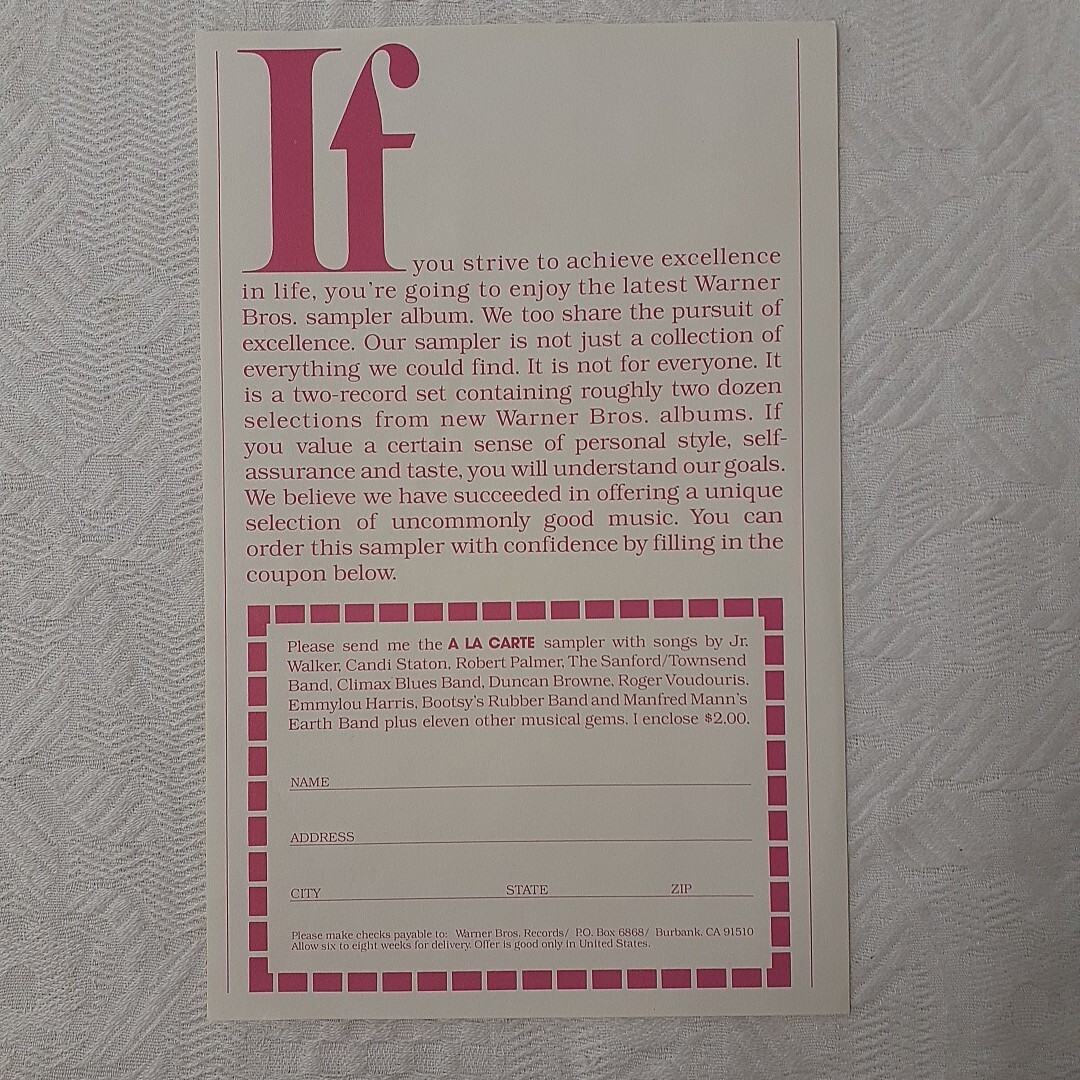 If you strive to achieve excellence
in life, you're going to enjoy the latest Warner
Bros. sampler album. We too share the pursuit of
excellence. Our sampler is not just a collection of
everything we could find. It is not for everyone. It
is a two-record set containing roughly two dozen
selections from new Warner Bros. albums. If
you value a certain sense of personal style, self-
assurance and taste, you will understand our goals.
We believe we have succeeded in offering a unique
selection of uncommonly good music. You can
order this sampler with confidence by filling in the
coupon below.
Please send me the A LA CARTE sampler with songs by Jr.
Walker, Candi Staton, Robert Palmer, The Sanford/Townsend
Band, Climax Blues Band, Duncan Browne, Roger Voudouris,
Emmylou Harris, Bootsy's Rubber Band and Manfred Mann's
Earth Band plus eleven other musical gems. I enclose $2.00.
NAME
ADDRESS
CITY STATE ZIP
Please make checks payable to: Warner Bros. Records/ P.O. Box 6868/ Burbank, CA 91510
Allow six to eight weeks for delivery. Offer is good only in United States.